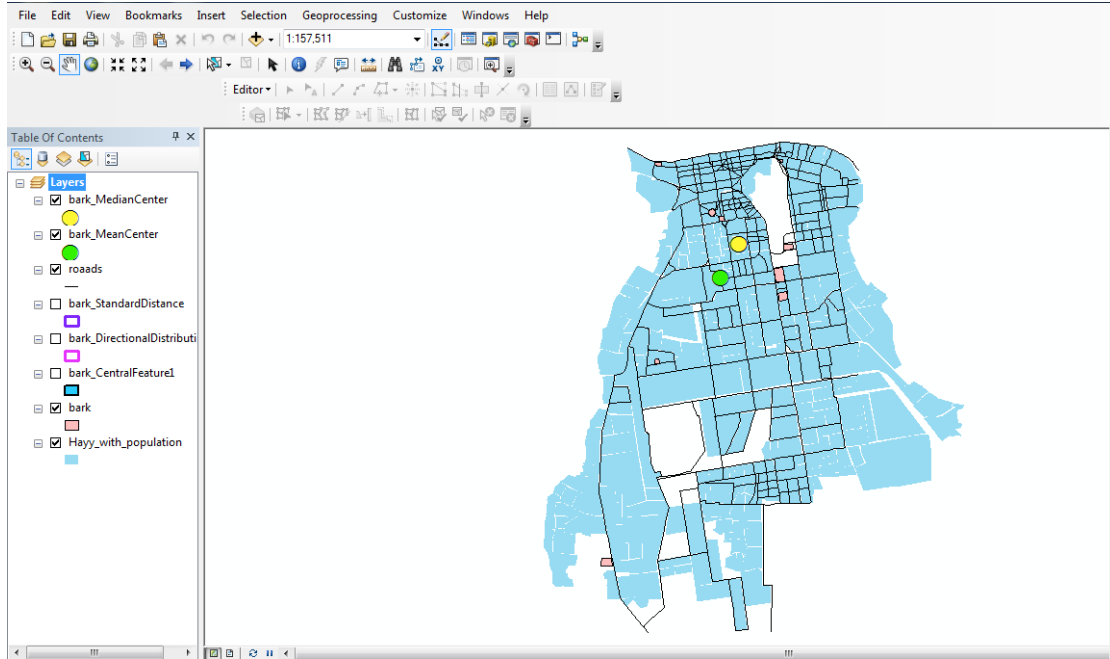 File Edit View Bookmarks Insert Selection Geoprocessing Customize Windows Help
1:157,511
Editor
Table Of Contents
Layers
bark_MedianCenter
bark_MeanCenter
roaads
bark_StandardDistance
bark_DirectionalDistributi
bark_CentralFeature1
bark
Hayy_with_population